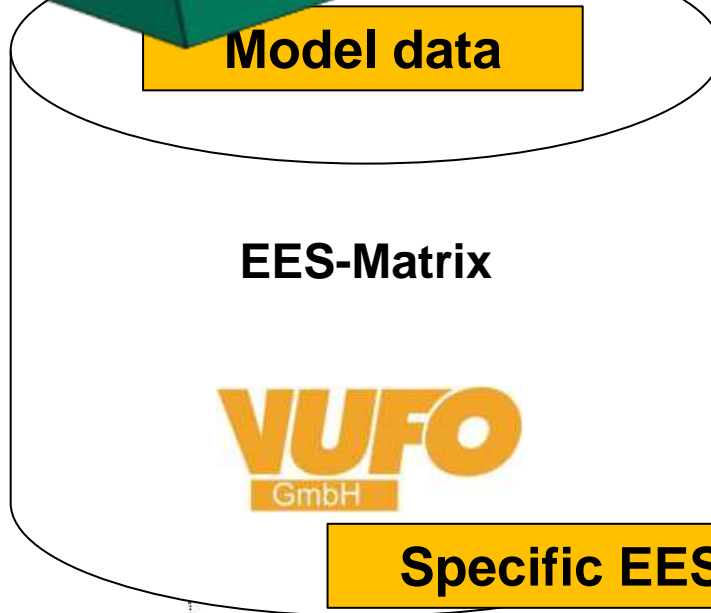 Model data
EES-Matrix
VUFO
GmbH
Specific EES